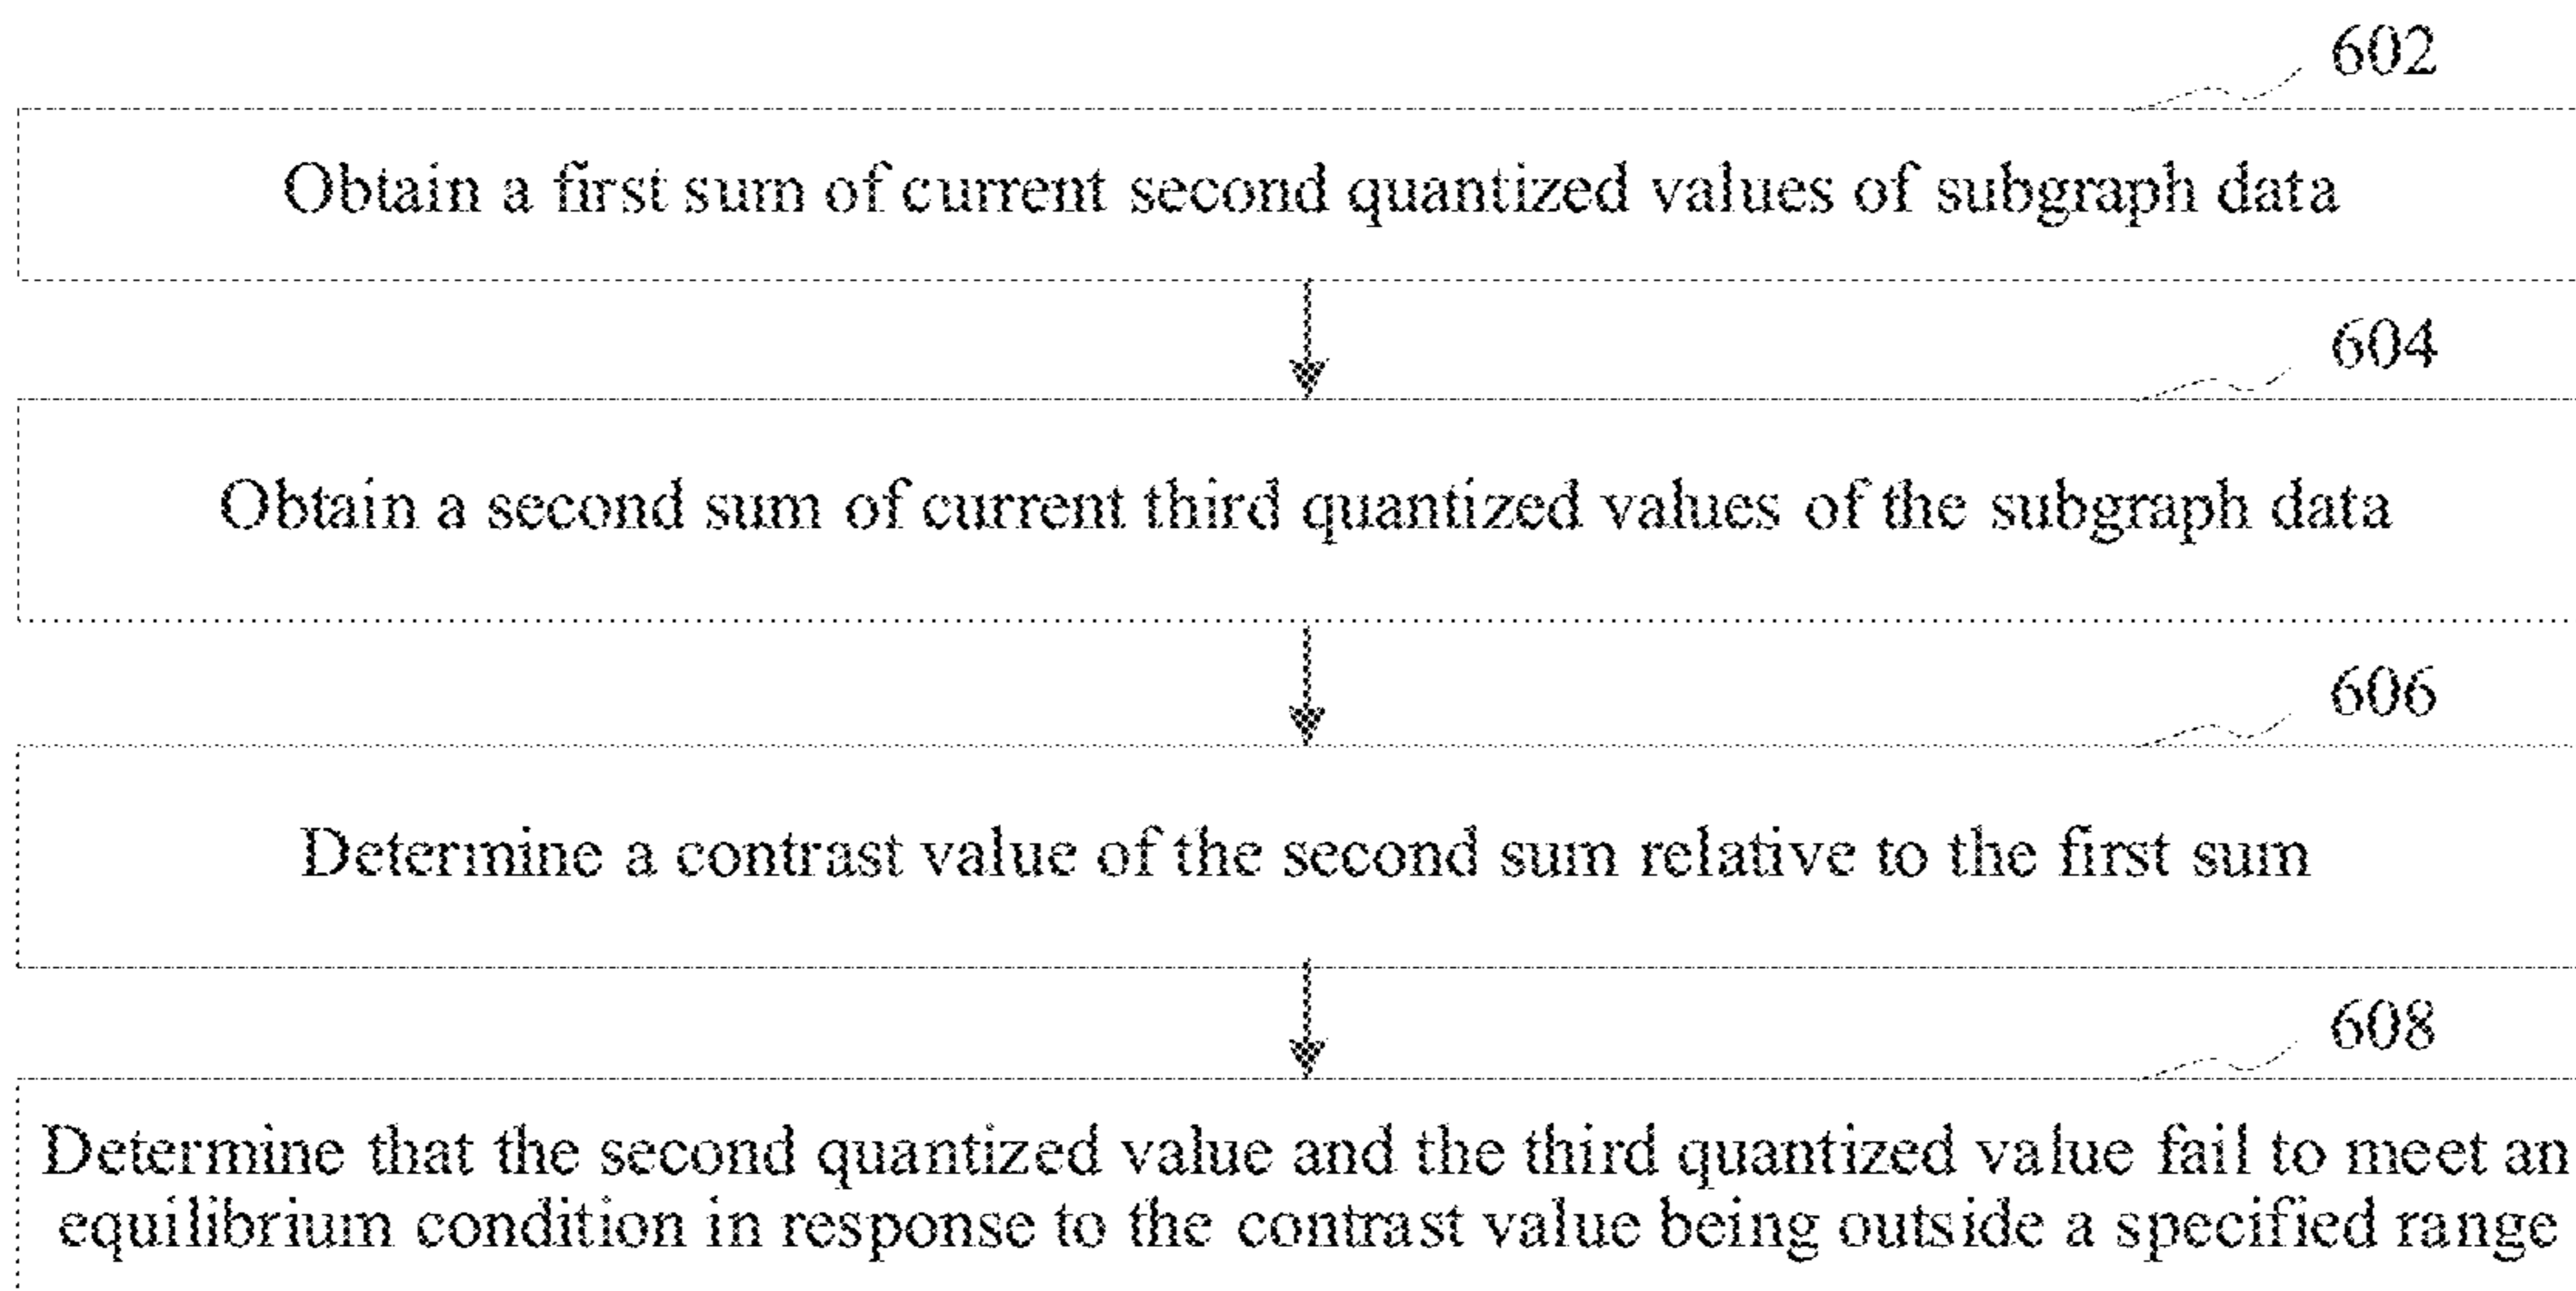 602
Obtain a first sum of current second quantized values of subgraph data
604
Obtain a second sum of current third quantized values of the subgraph data
606
Determine a contrast value of the second sum relative to the first sum
608
Determine that the second quantized value and the third quantized value fail to meet an
equilibrium condition in response to the contrast value being outside a specified range